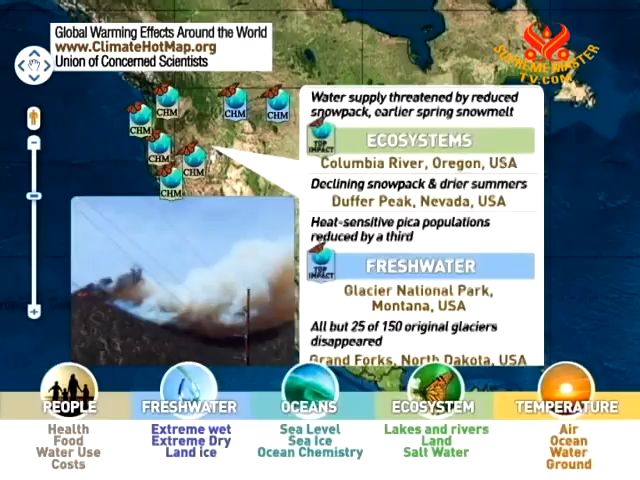 Global Warming Effects Around the World
www.ClimateHotMap.org
Union of Concerned Scientists
SUPREME MASTER
TV.COM
CHM
CHM
CHM
CHM
CHM
CHM
CHM
Water supply threatened by reduced
snowpack, earlier spring snowmelt
TOP IMPACT
ECOSYSTEMS
Columbia River, Oregon, USA
Declining snowpack & drier summers
Duffer Peak, Nevada, USA
Heat-sensitive pica populations
reduced by a third
TOP IMPACT
FRESHWATER
Glacier National Park,
Montana, USA
All but 25 of 150 original glaciers
disappeared
Grand Forks, North Dakota, USA
PEOPLE
Health
Food
Water Use
Costs
FRESHWATER
Extreme wet
Extreme Dry
Land ice
OCEANS
Sea Level
Sea Ice
Ocean Chemistry
ECOSYSTEM
Lakes and rivers
Land
Salt Water
TEMPERATURE
Air
Ocean
Water
Ground